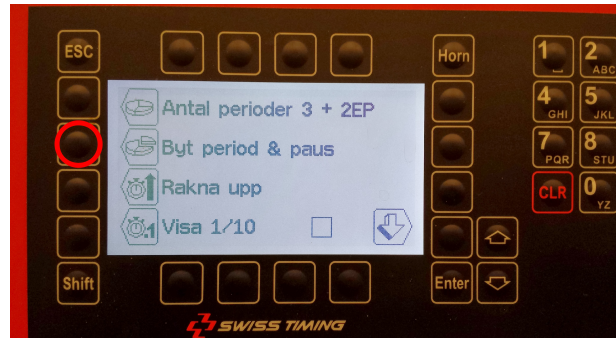 ESC
Horn
1
2
ABC
Antal perioder 3 + 2EP
4
GHI
5
JKL
Byt period & paus
7
PQR
8
STU
Rakna upp
CLR
0
YZ
.1
Visa 1/10
Shift
Enter
SWISS TIMING